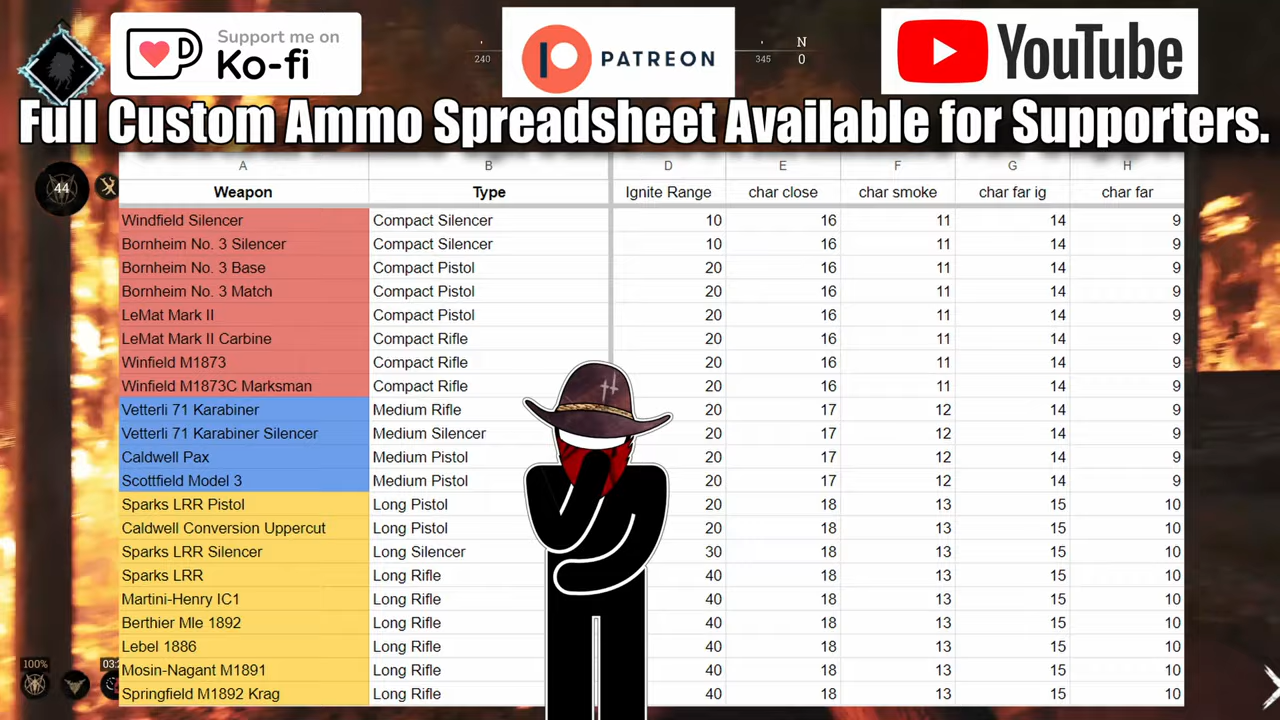 Support me on
Ko-fi
PATREON
YouTube
240
345
N
0
Full Custom Ammo Spreadsheet Available for Supporters.
44
A B D E F G H
Weapon Type Ignite Range char close char smoke char far ig char far
Windfield Silencer Compact Silencer 10 16 11 14 9
Bornheim No. 3 Silencer Compact Silencer 10 16 11 14 9
Bornheim No. 3 Base Compact Pistol 20 16 11 14 9
Bornheim No. 3 Match Compact Pistol 20 16 11 14 9
LeMat Mark II Compact Pistol 20 16 11 14 9
LeMat Mark II Carbine Compact Rifle 20 16 11 14 9
Winfield M1873 Compact Rifle 20 16 11 14 9
Winfield M1873C Marksman Compact Rifle 20 16 11 14 9
Vetterli 71 Karabiner Medium Rifle 20 17 12 14 9
Vetterli 71 Karabiner Silencer Medium Silencer 20 17 12 14 9
Caldwell Pax Medium Pistol 20 17 12 14 9
Scottfield Model 3 Medium Pistol 20 17 12 14 9
Sparks LRR Pistol Long Pistol 20 18 13 15 10
Caldwell Conversion Uppercut Long Pistol 20 18 13 15 10
Sparks LRR Silencer Long Silencer 30 18 13 15 10
Sparks LRR Long Rifle 40 18 13 15 10
Martini-Henry IC1 Long Rifle 40 18 13 15 10
Berthier Mle 1892 Long Rifle 40 18 13 15 10
Lebel 1886 Long Rifle 40 18 13 15 10
Mosin-Nagant M1891 Long Rifle 40 18 13 15 10
Springfield M1892 Krag Long Rifle 40 18 13 15 10
100%